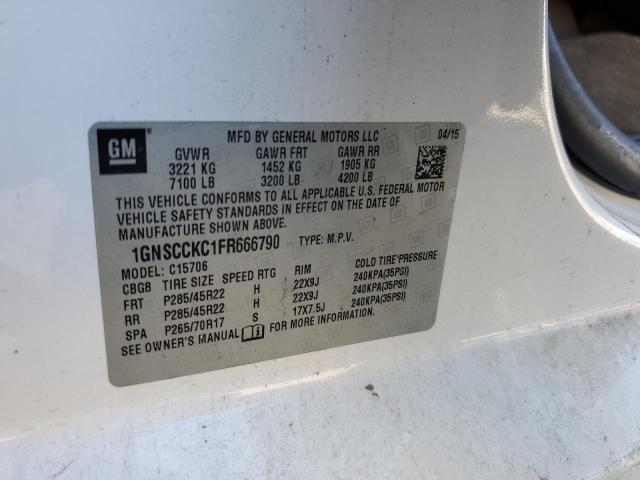 GM
MFD BY GENERAL MOTORS LLC 04/15
GVWR GAWR FRT GAWR RR
3221 KG 1452 KG 1905 KG
7100 LB 3200 LB 4200 LB
THIS VEHICLE CONFORMS TO ALL APPLICABLE U.S. FEDERAL MOTOR
VEHICLE SAFETY STANDARDS IN EFFECT ON THE DATE OF
MANUFACTURE SHOWN ABOVE.
1GNSCCKC1FR666790 TYPE: M.P.V.
MODEL: C15706
CBG8 TIRE SIZE SPEED RTG RIM COLD TIRE PRESSURE
FRT P285/45R22 H 22X9J 240KPA(35PSI)
RR P285/45R22 H 22X9J 240KPA(35PSI)
SPA P265/70R17 S 17X7.5J 240KPA(35PSI)
SEE OWNER'S MANUAL FOR MORE INFORMATION.